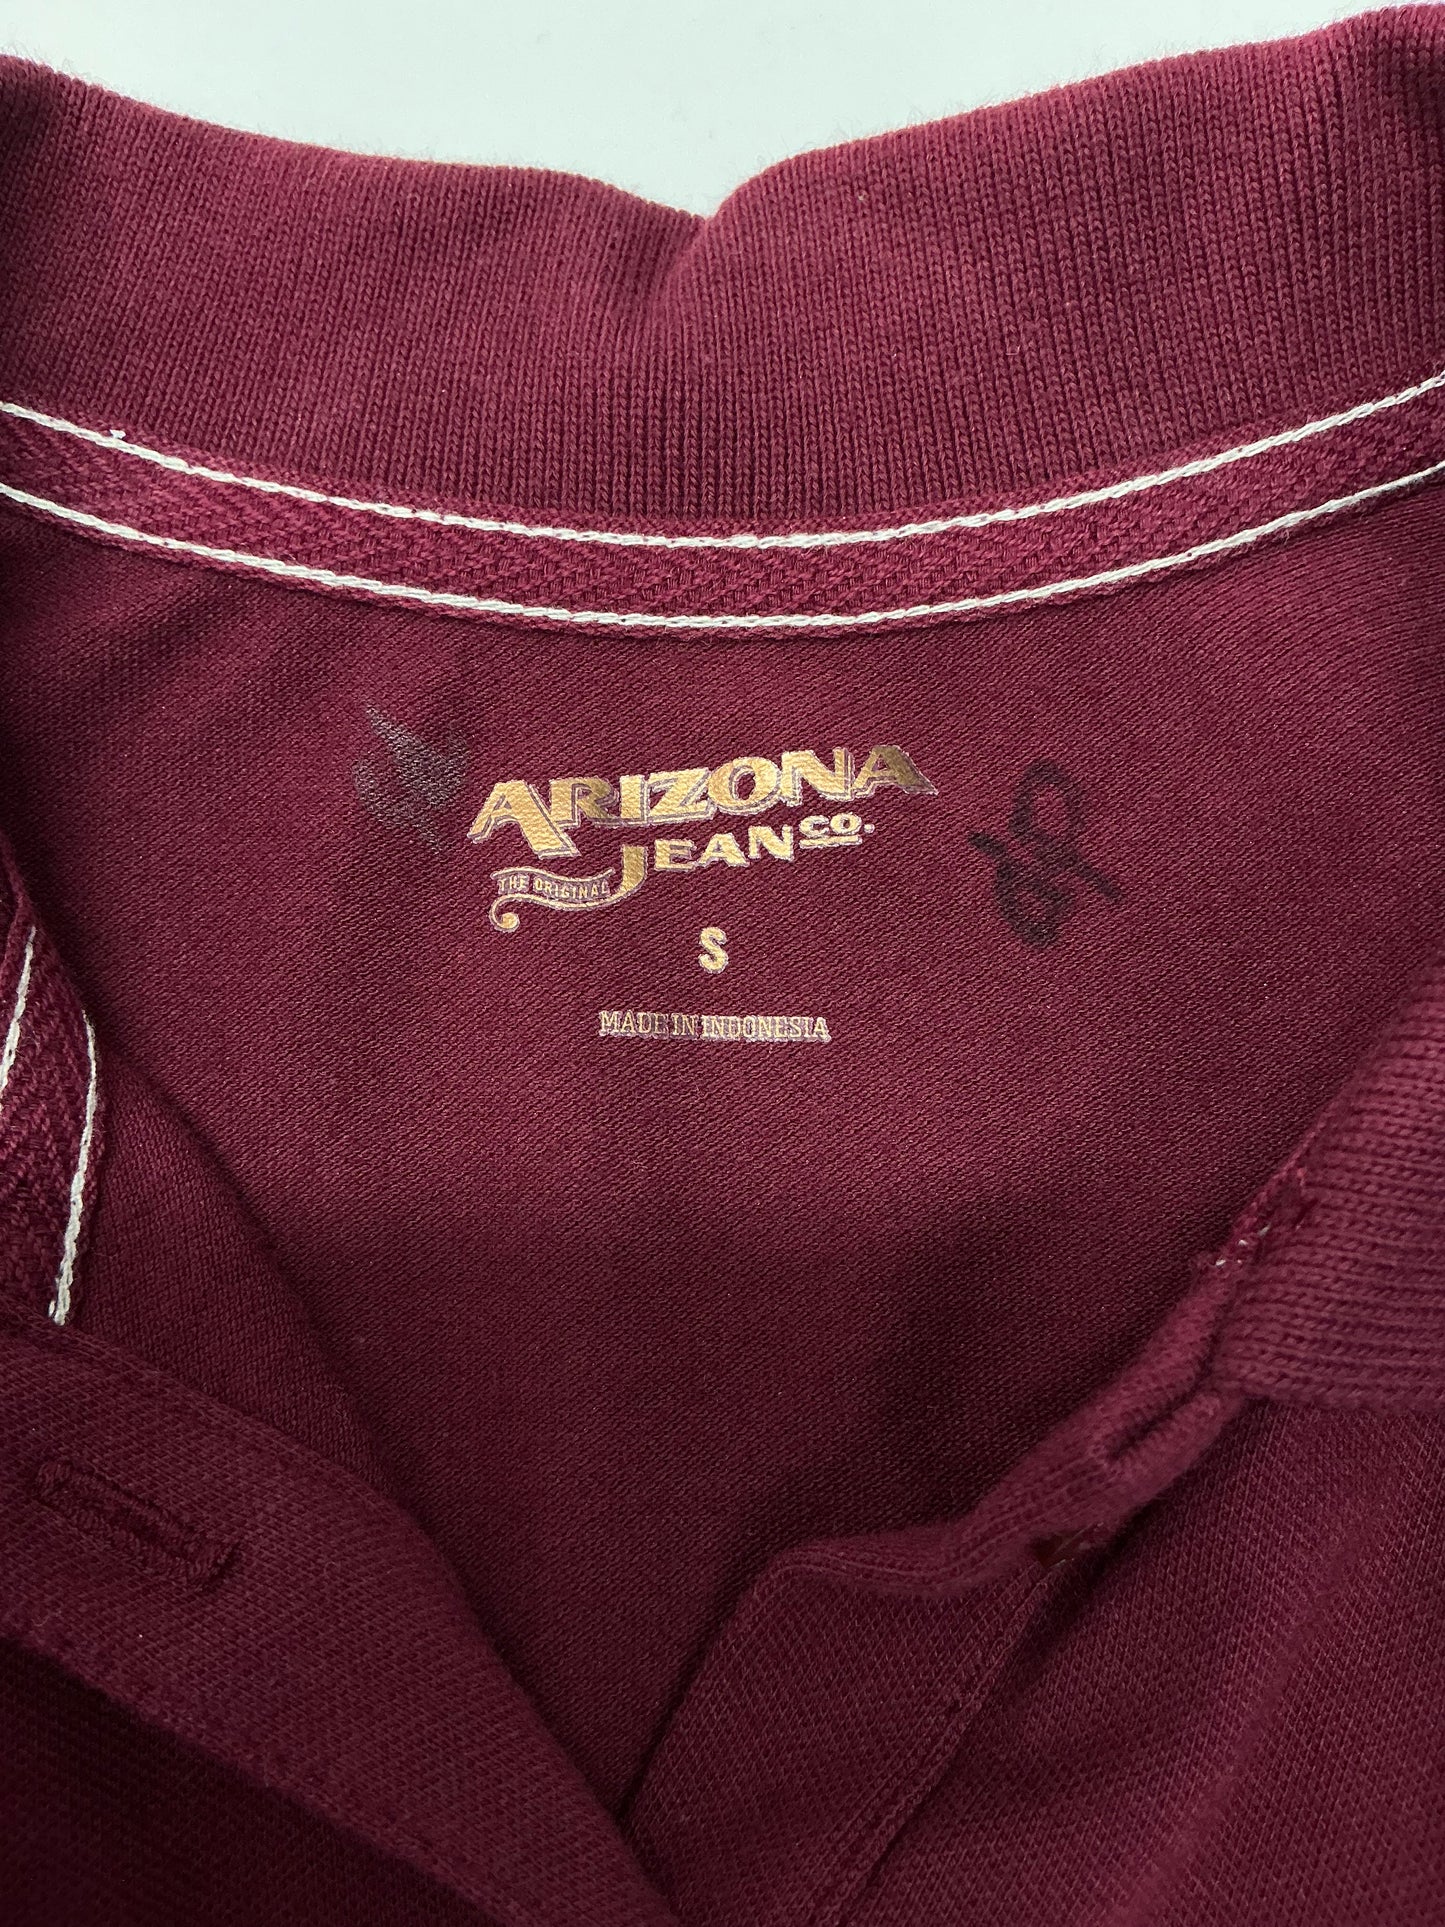 ARIZONA
JEAN CO.
THE ORIGINAL
S
MADE IN INDONESIA